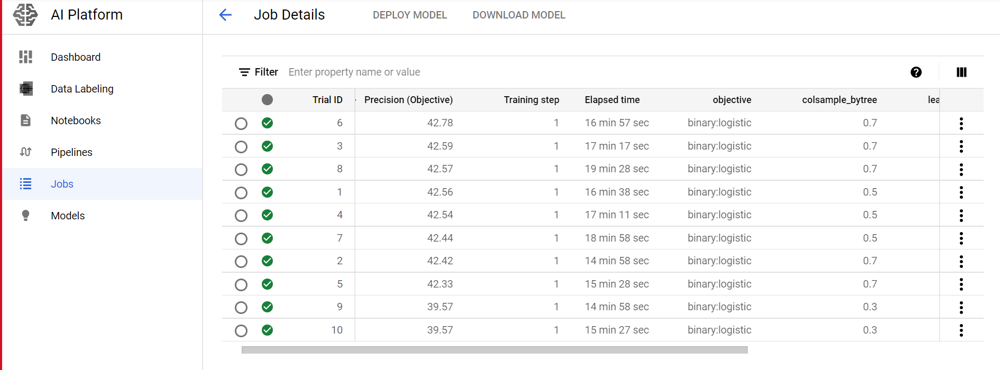 AI Platform
Job Details
DEPLOY MODEL
DOWNLOAD MODEL
Dashboard
Data Labeling
Notebooks
Pipelines
Jobs
Models
Filter Enter property name or value
Trial ID Precision (Objective) Training step Elapsed time objective colsample_bytree lea
6 42.78 1 16 min 57 sec binary:logistic 0.7
3 42.59 1 17 min 17 sec binary:logistic 0.7
8 42.57 1 19 min 28 sec binary:logistic 0.7
1 42.56 1 16 min 38 sec binary:logistic 0.5
4 42.54 1 17 min 11 sec binary:logistic 0.5
7 42.44 1 18 min 58 sec binary:logistic 0.5
2 42.42 1 14 min 58 sec binary:logistic 0.7
5 42.33 1 15 min 28 sec binary:logistic 0.7
9 39.57 1 14 min 58 sec binary:logistic 0.3
10 39.57 1 15 min 27 sec binary:logistic 0.3